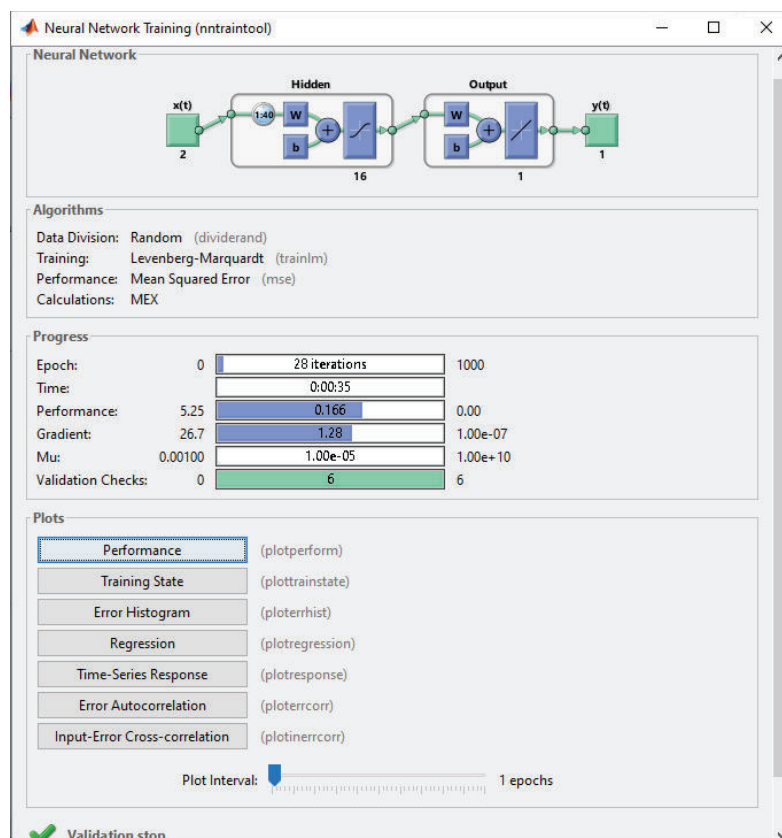 Neural Network Training (nntraintool)
Neural Network
Hidden
Output
x(t)
1:40
W
b
W
b
y(t)
2
16
1
1
Algorithms
Data Division: Random (dividerand)
Training: Levenberg-Marquardt (trainlm)
Performance: Mean Squared Error (mse)
Calculations: MEX
Progress
Epoch: 0 28 iterations 1000
Time: 0:00:35
Performance: 5.25 0.166 0.00
Gradient: 26.7 1.28 1.00e-07
Mu: 0.00100 1.00e-05 1.00e+10
Validation Checks: 0 6 6
Plots
Performance (plotperform)
Training State (plottrainstate)
Error Histogram (ploterrhist)
Regression (plotregression)
Time-Series Response (plotresponse)
Error Autocorrelation (ploterrcorr)
Input-Error Cross-correlation (plotinerrcorr)
Plot Interval: 1 epochs
Validation stop